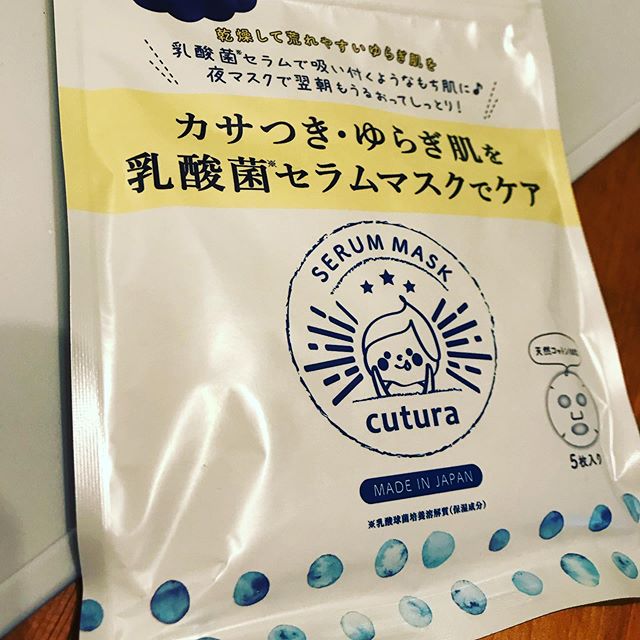 乾燥して荒れやすいゆらぎ肌を
乳酸菌※セラムで吸い付くようなもち肌に♪
夜マスクで翌朝もうるおってしっとり!
カサつき・ゆらぎ肌を
乳酸菌※セラムマスクでケア
SERUM MASK
cutura
天然コットン
5枚入り
MADE IN JAPAN
※乳酸球菌培養溶解質(保湿成分)